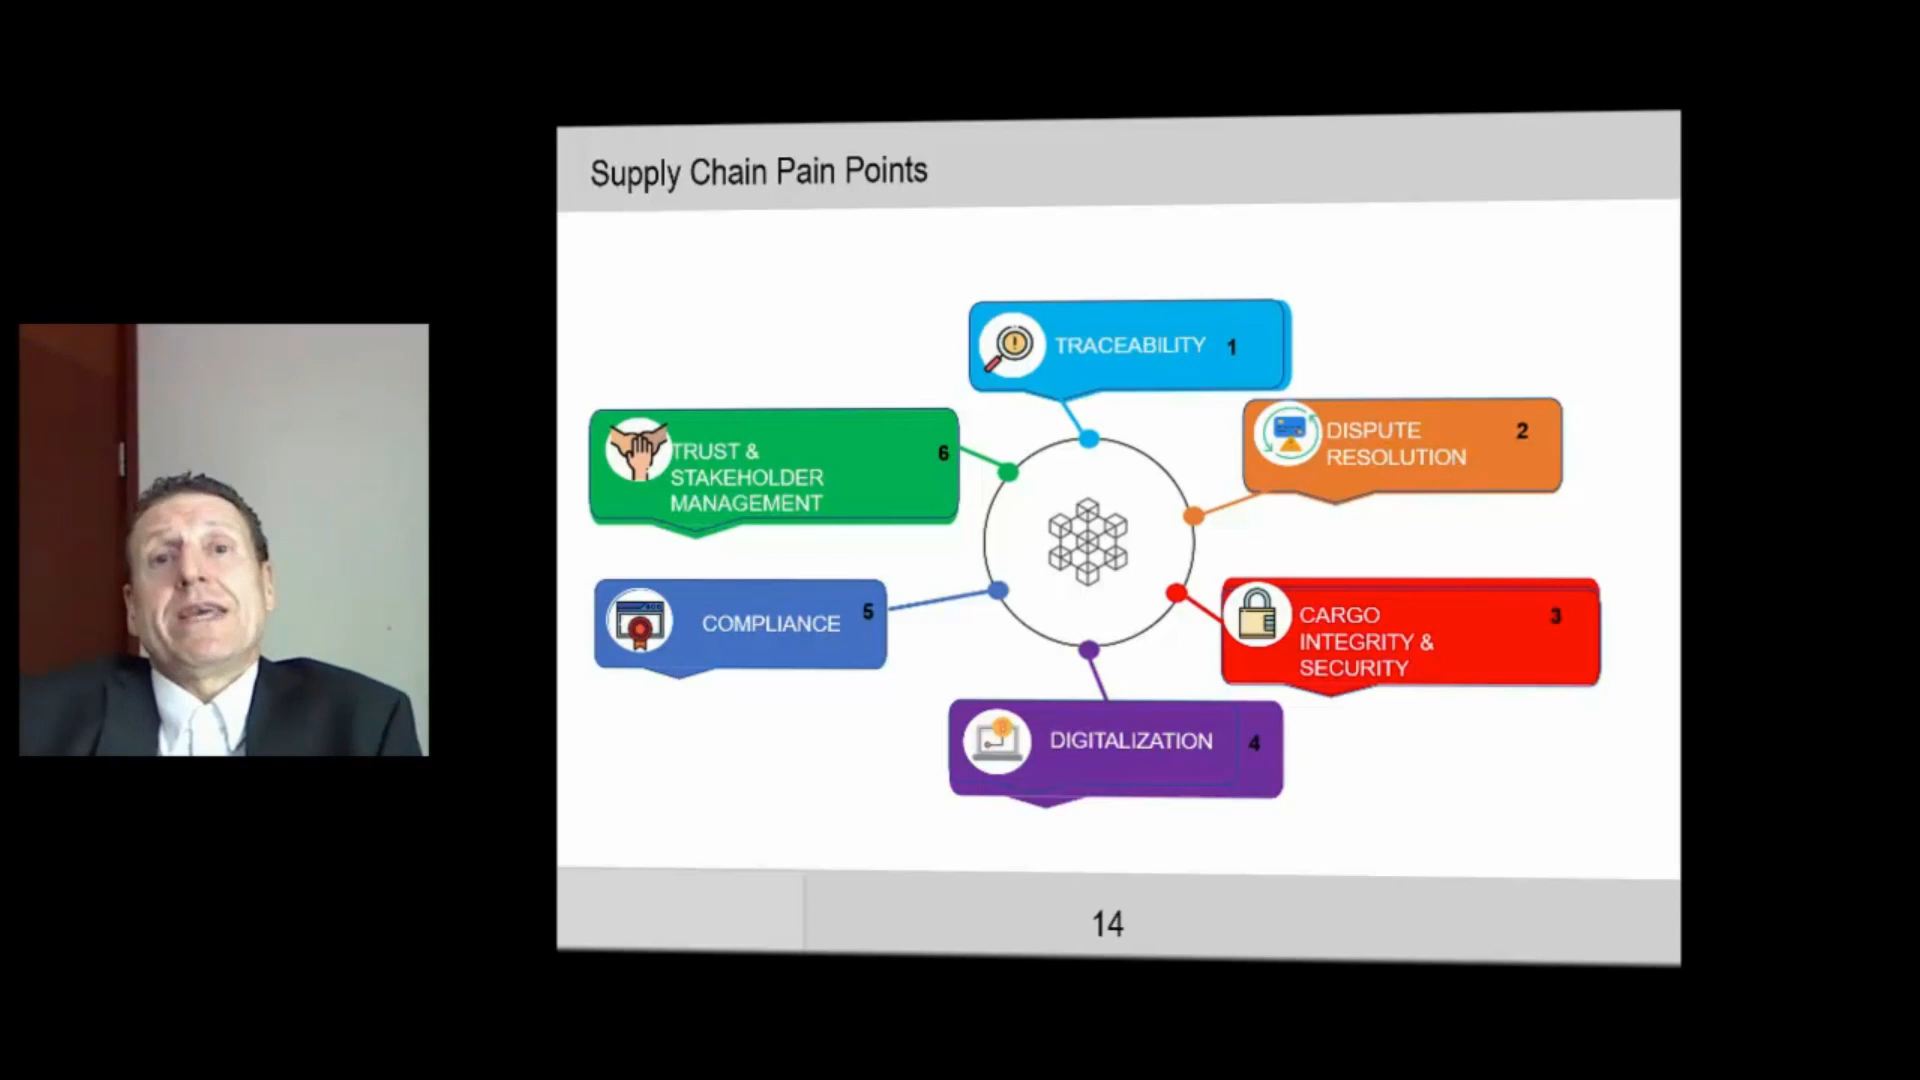 Supply Chain Pain Points
TRACEABILITY 1
DISPUTE 2
RESOLUTION
CARGO 3
INTEGRITY &
SECURITY
DIGITALIZATION 4
COMPLIANCE 5
TRUST & 6
STAKEHOLDER
MANAGEMENT
14